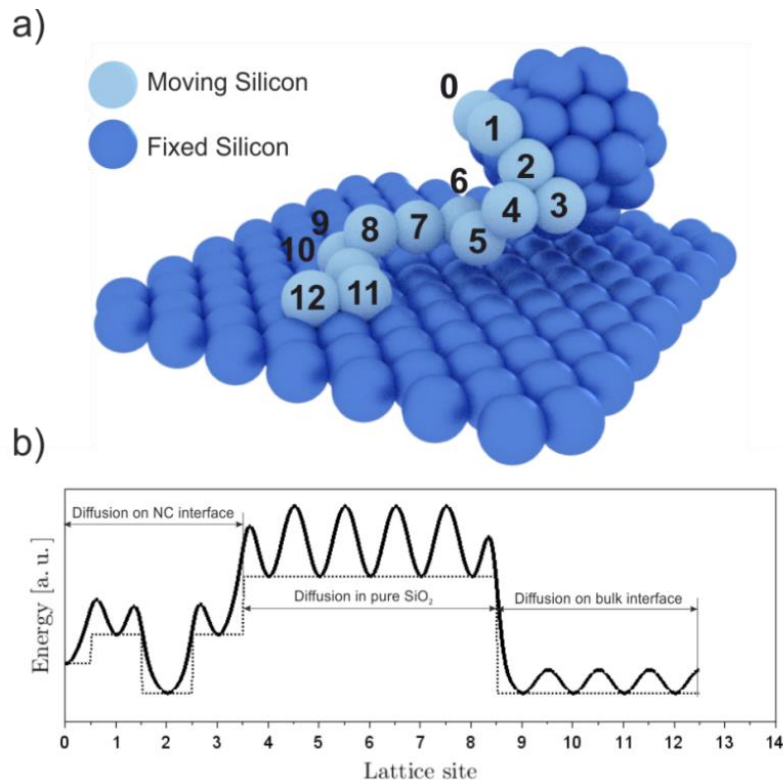 a)
Moving Silicon
Fixed Silicon
0
1
2
3
4
5
6
7
8
9
10
11
12
b)
Diffusion on NC interface
Diffusion in pure SiO₂
Diffusion on bulk interface
Energy [a. u.]
0 1 2 3 4 5 6 7 8 9 10 11 12 13 14
Lattice site